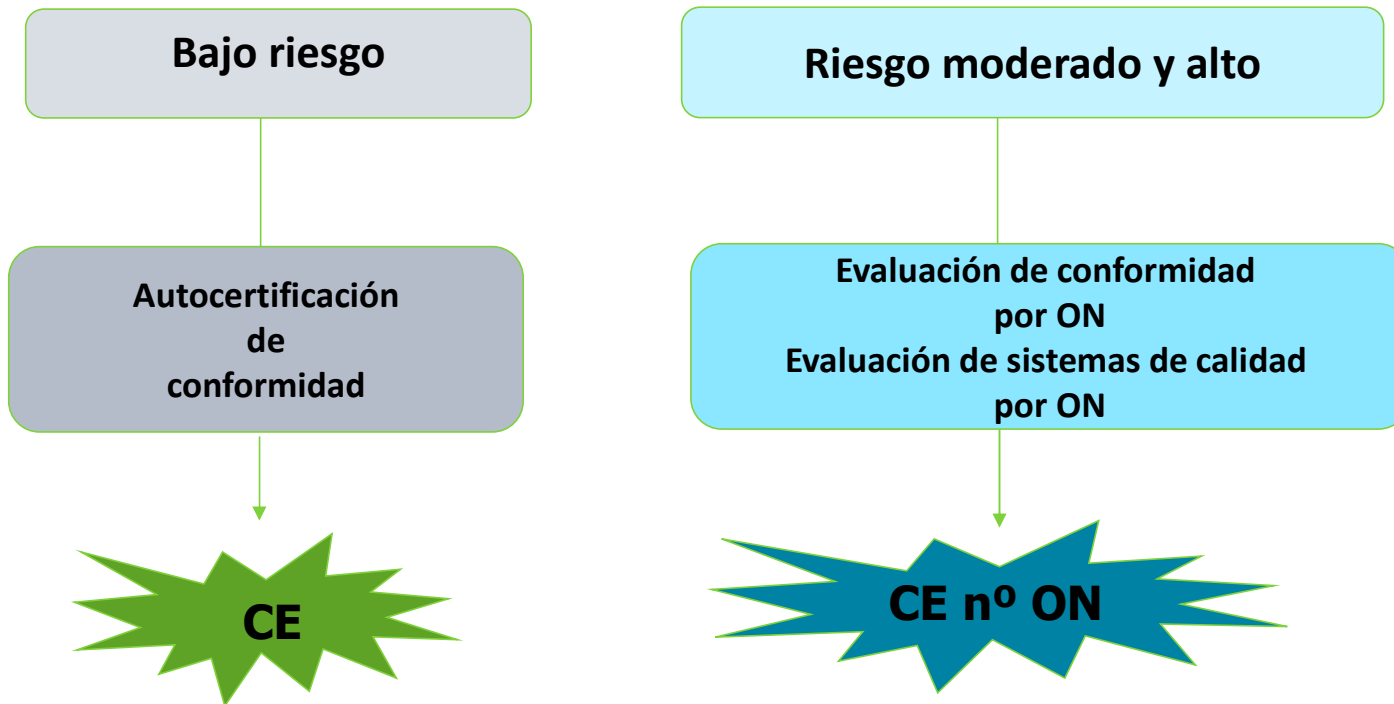 Bajo riesgo
Autocertificación
de
conformidad
CE
Riesgo moderado y alto
Evaluación de conformidad
por ON
Evaluación de sistemas de calidad
por ON
CE nº ON